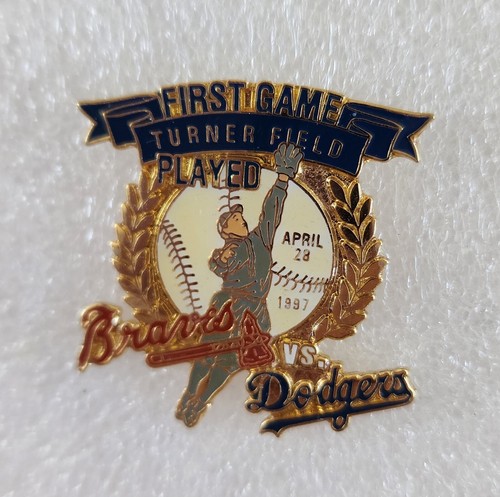 FIRST GAME
TURNER FIELD
PLAYED
APRIL
28
1997
Braves
VS.
Dodgers